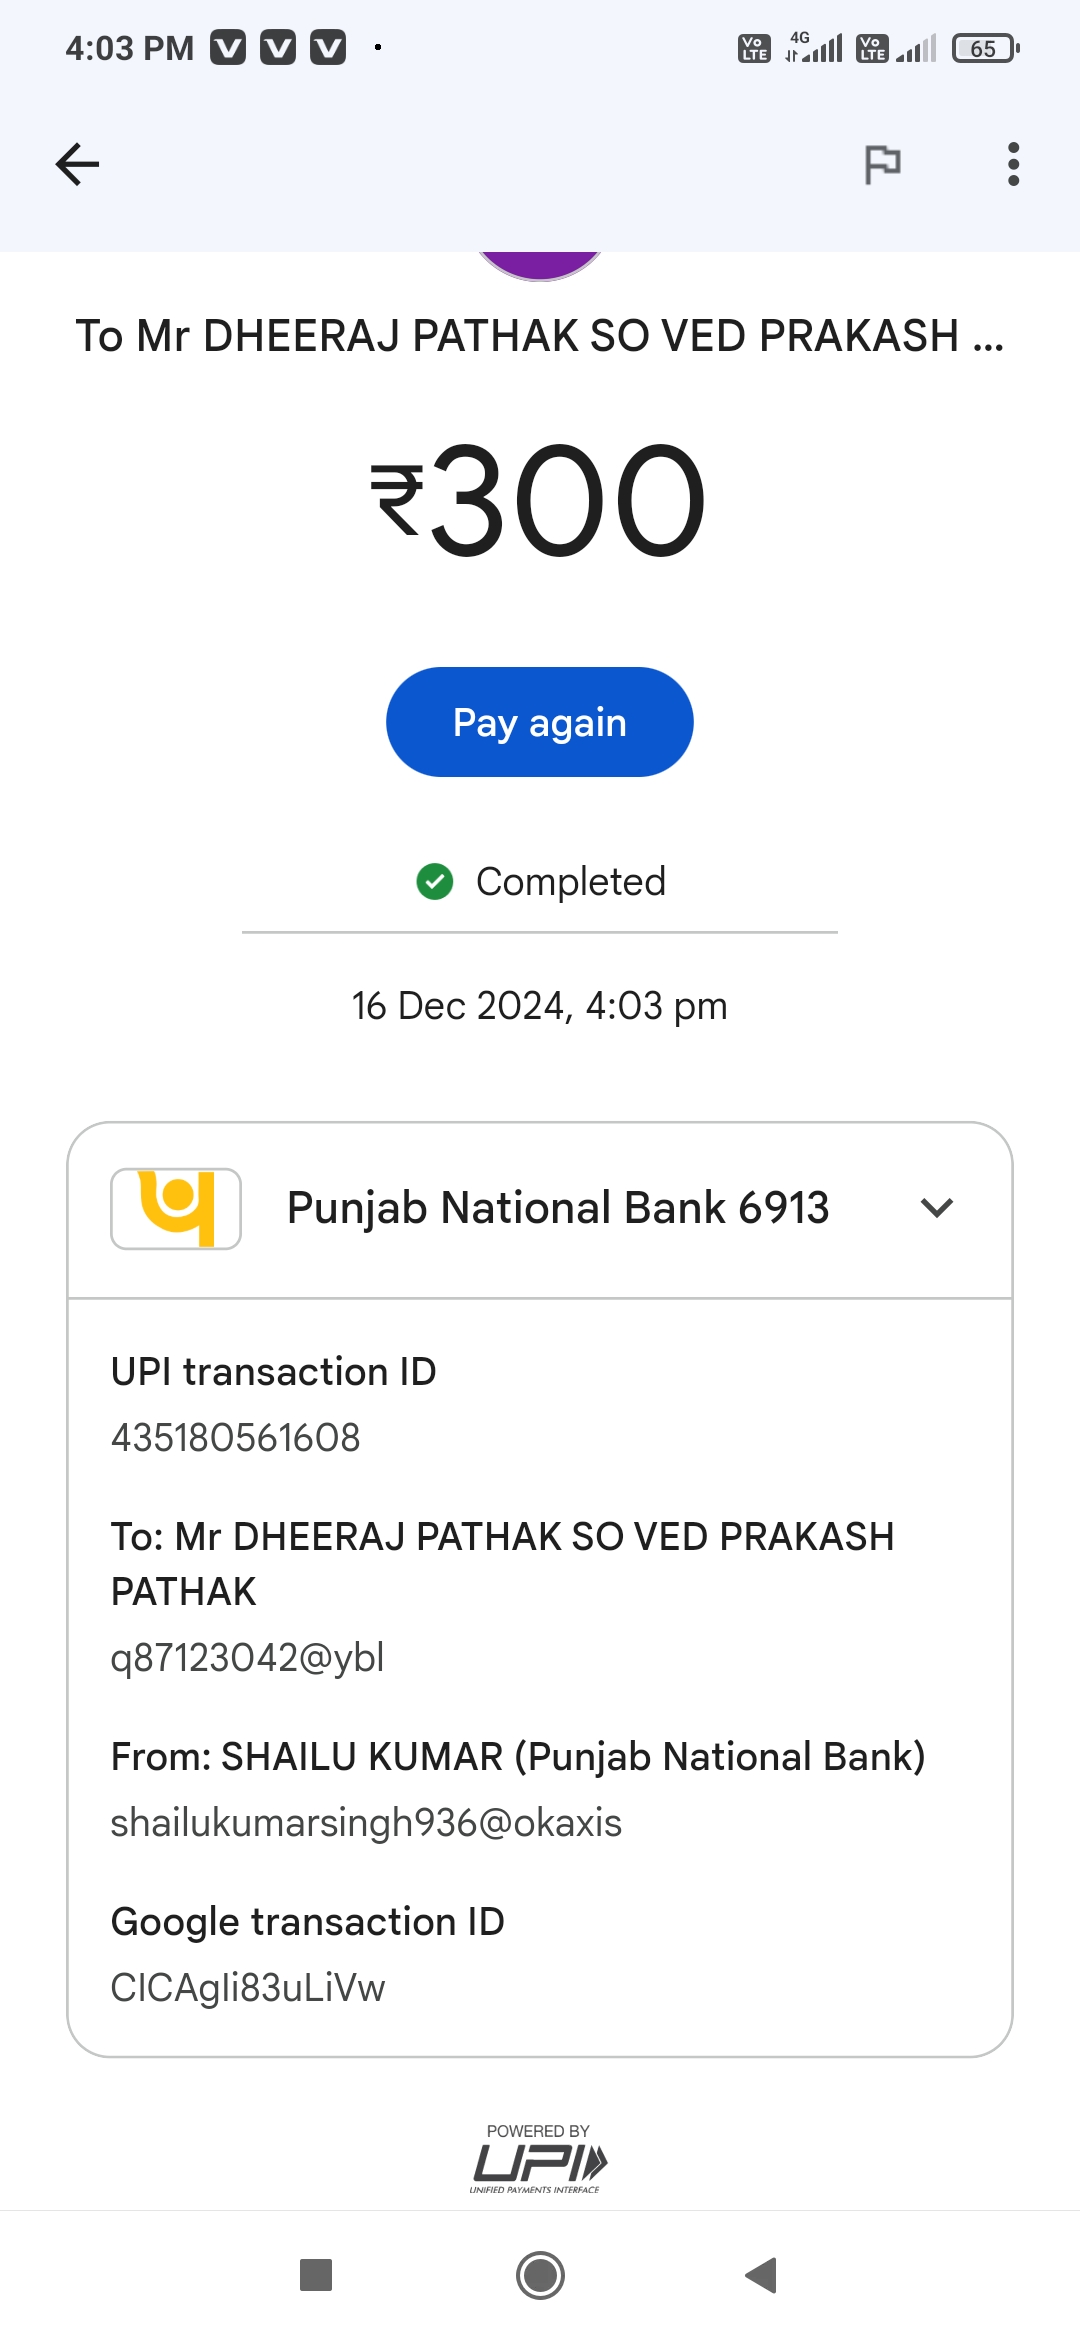 4:03 PM
Vo LTE 4G Vo LTE 65
To Mr DHEERAJ PATHAK SO VED PRAKASH ...
₹300
Pay again
Completed
16 Dec 2024, 4:03 pm
Punjab National Bank 6913
UPI transaction ID
435180561608
To: Mr DHEERAJ PATHAK SO VED PRAKASH
PATHAK
q87123042@ybl
From: SHAILU KUMAR (Punjab National Bank)
shailukumarsingh936@okaxis
Google transaction ID
CICAgIi83uLiVw
POWERED BY
UPI
UNIFIED PAYMENTS INTERFACE